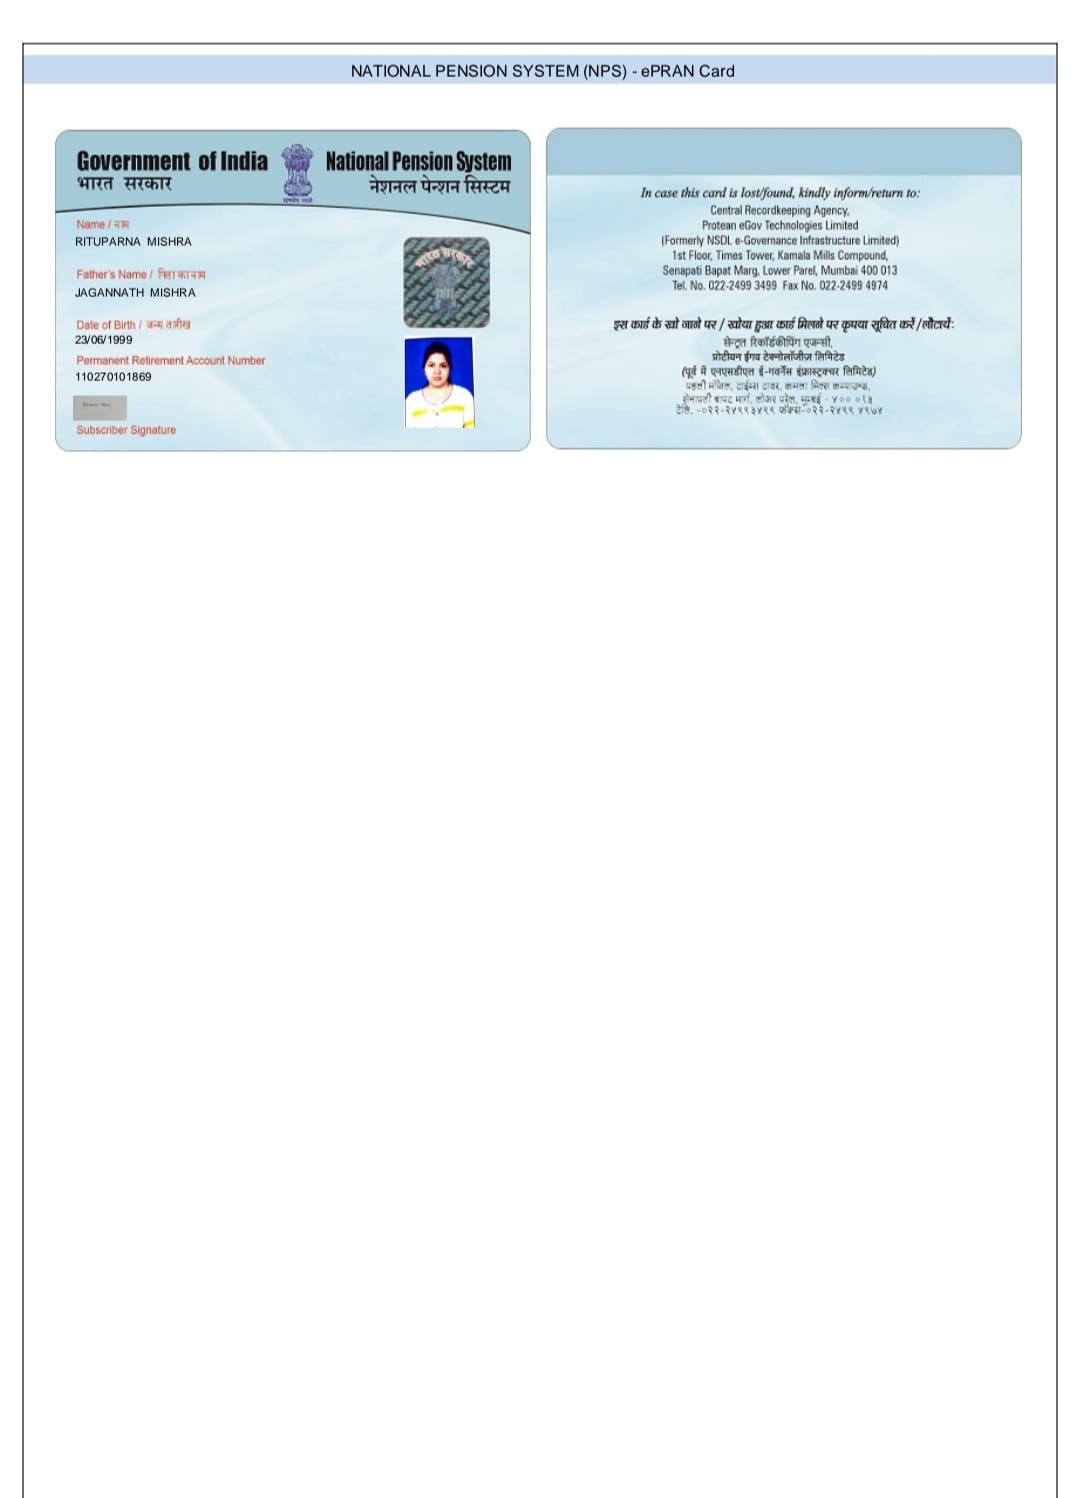 NATIONAL PENSION SYSTEM (NPS) - ePRAN Card
Government of India
भारत सरकार
National Pension System
नेशनल पेन्शन सिस्टम
Name / नाम
RITUPARNA MISHRA
Father's Name / पिता का नाम
JAGANNATH MISHRA
Date of Birth / जन्म तारीख
23/06/1999
Permanent Retirement Account Number
110270101869
Subscriber Signature
भारत सरकार
In case this card is lost/found, kindly inform/return to:
Central Recordkeeping Agency,
Protean eGov Technologies Limited
(Formerly NSDL e-Governance Infrastructure Limited)
1st Floor, Times Tower, Kamala Mills Compound,
Senapati Bapat Marg, Lower Parel, Mumbai 400 013
Tel. No. 022-2499 3499 Fax No. 022-2499 4974
इस कार्ड के खो जाने पर / खोया हुआ कार्ड मिलने पर कृपया सूचित करें /लौटायें:
सेन्ट्रल रिकॉर्डकीपिंग एजन्सी,
प्रोटीयन ईगव टेक्नोलॉजीज़ लिमिटेड
(पूर्व में एनएसडीएल ई-गवर्नेंस इंफ्रास्ट्रक्चर लिमिटेड)
पहली मंजिल, टाईम्स टावर, कमला मिल्स कम्पाऊन्ड,
सेनापती बापट मार्ग, लोअर परेल, मुम्बई - ४०० ०१३
टेलि. -०२२-२४९९३४९९ फॅक्स-०२२-२४९९ ४९७४